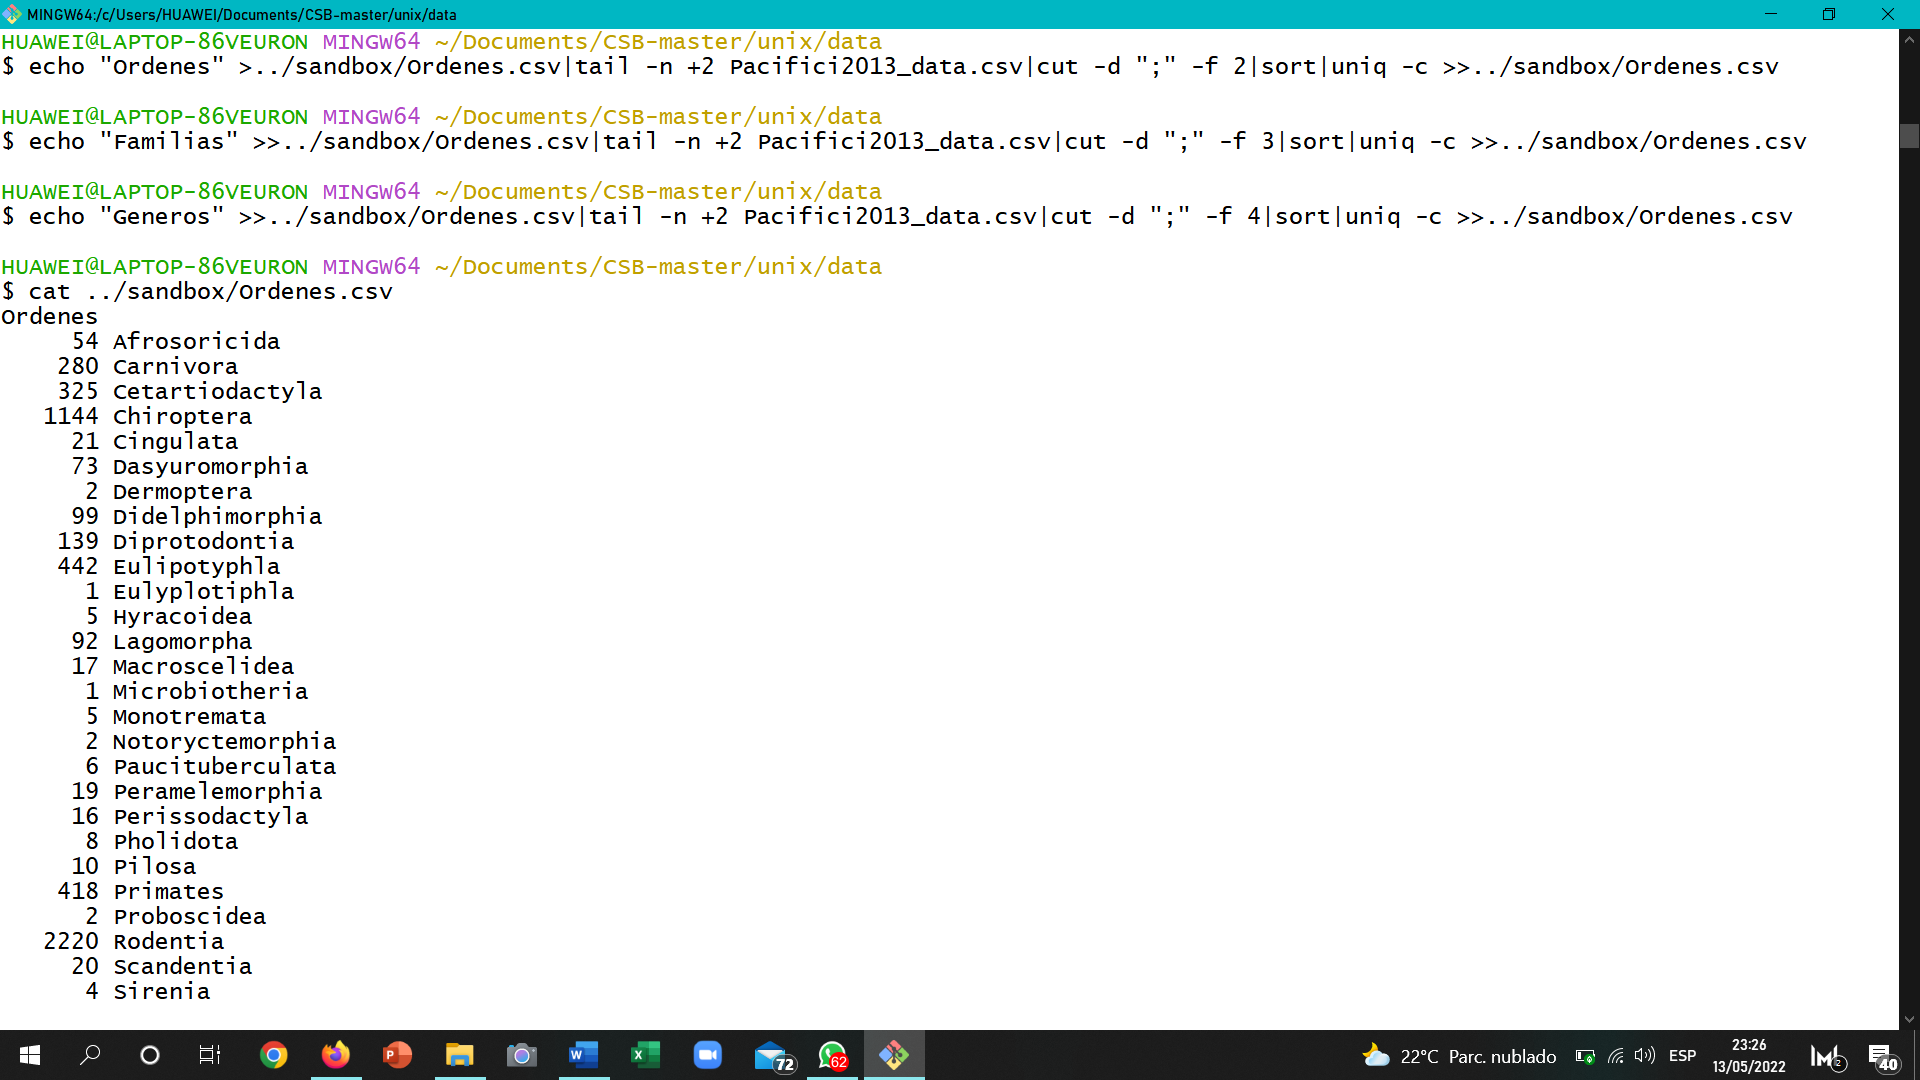 MINGW64:/c/Users/HUAWEI/Documents/CSB-master/unix/data
HUAWEI@LAPTOP-86VEURON MINGW64 ~/Documents/CSB-master/unix/data
$ echo "Ordenes" >../sandbox/Ordenes.csv|tail -n +2 Pacifici2013_data.csv|cut -d ";" -f 2|sort|uniq -c >>../sandbox/Ordenes.csv
HUAWEI@LAPTOP-86VEURON MINGW64 ~/Documents/CSB-master/unix/data
$ echo "Familias" >>../sandbox/Ordenes.csv|tail -n +2 Pacifici2013_data.csv|cut -d ";" -f 3|sort|uniq -c >>../sandbox/Ordenes.csv
HUAWEI@LAPTOP-86VEURON MINGW64 ~/Documents/CSB-master/unix/data
$ echo "Generos" >>../sandbox/Ordenes.csv|tail -n +2 Pacifici2013_data.csv|cut -d ";" -f 4|sort|uniq -c >>../sandbox/Ordenes.csv
HUAWEI@LAPTOP-86VEURON MINGW64 ~/Documents/CSB-master/unix/data
$ cat ../sandbox/Ordenes.csv
Ordenes
54 Afrosoricida
280 Carnivora
325 Cetartiodactyla
1144 Chiroptera
21 Cingulata
73 Dasyuromorphia
2 Dermoptera
99 Didelphimorphia
139 Diprotodontia
442 Eulipotyphla
1 Eulyplotiphla
5 Hyracoidea
92 Lagomorpha
17 Macroscelidea
1 Microbiotheria
5 Monotremata
2 Notoryctemorphia
6 Paucituberculata
19 Peramelemorphia
16 Perissodactyla
8 Pholidota
10 Pilosa
418 Primates
2 Proboscidea
2220 Rodentia
20 Scandentia
4 Sirenia
72
62
22°C Parc. nublado
ESP
23:26
13/05/2022
2
40